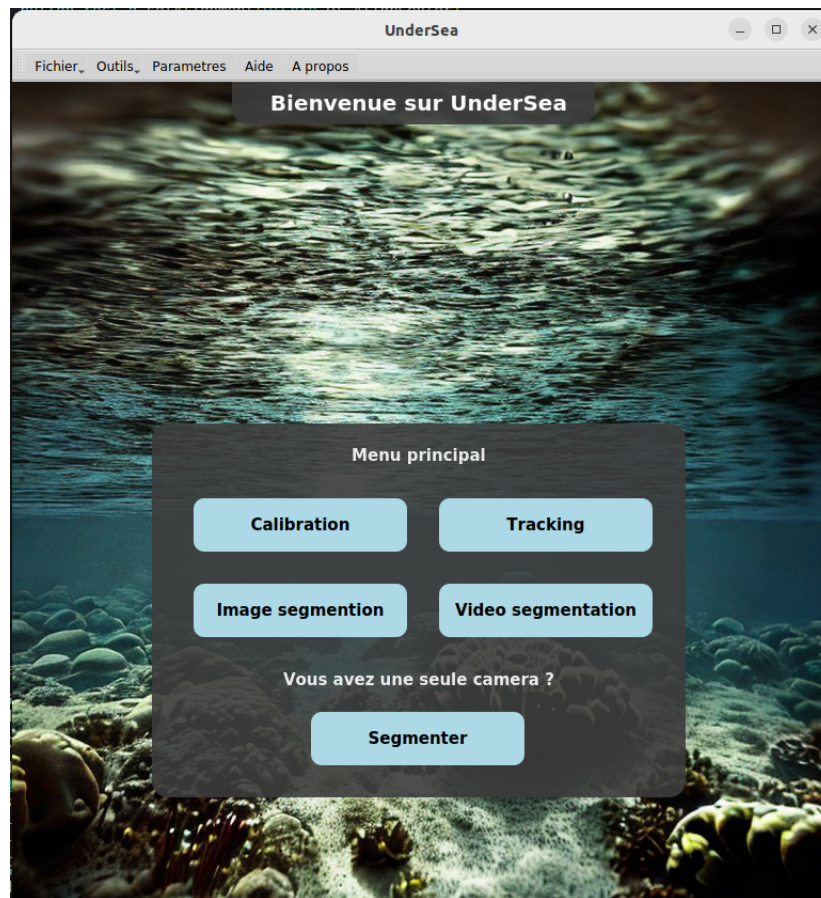 UnderSea
Fichier Outils Parametres Aide A propos
Bienvenue sur UnderSea
Menu principal
Calibration Tracking
Image segmention Video segmentation
Vous avez une seule camera ?
Segmenter